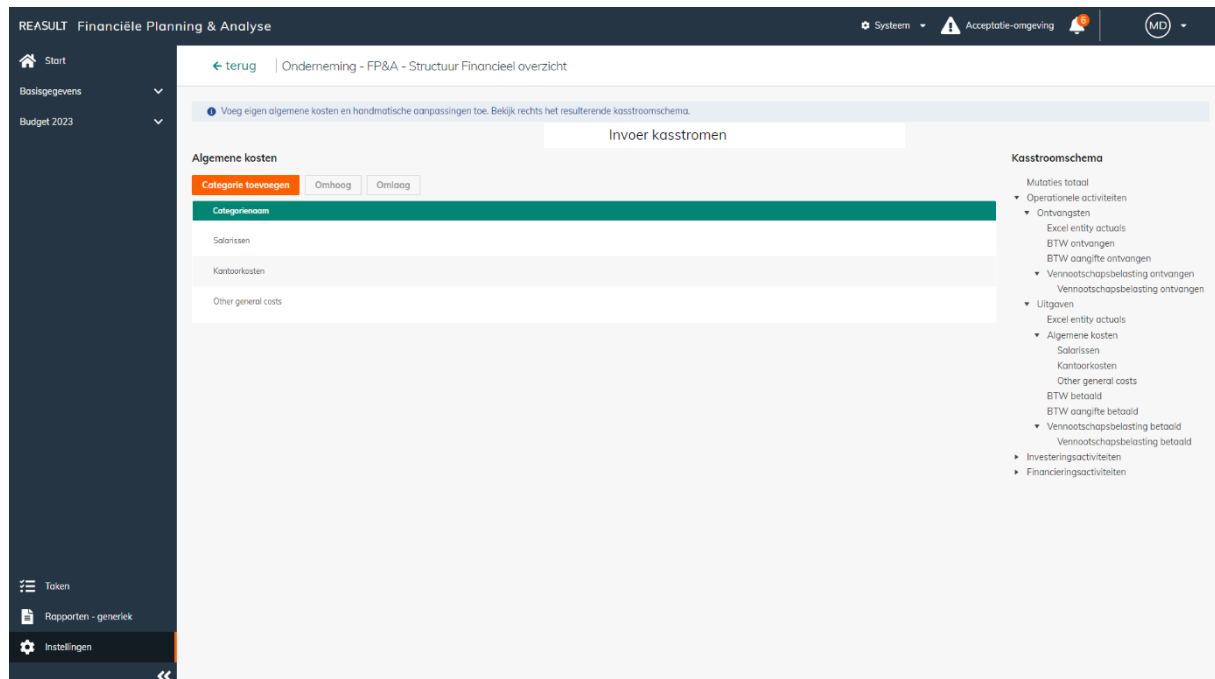 REASULT Financiële Planning & Analyse
Systeem
Acceptatie-omgeving
6
MD
Start
Basisgegevens
Budget 2023
Taken
Rapporten - generiek
Instellingen
terug
Onderneming - FP&A - Structuur Financieel overzicht
Voeg eigen algemene kosten en handmatische aanpassingen toe. Bekijk rechts het resulterende kasstroomschema.
Invoer kasstromen
Algemene kosten
Categorie toevoegen
Omhoog
Omlaag
Categorienaam
Salarissen
Kantoorkosten
Other general costs
Kasstroomschema
Mutaties totaal
Operationele activiteiten
Ontvangsten
Excel entity actuals
BTW ontvangen
BTW aangifte ontvangen
Vennootschapsbelasting ontvangen
Vennootschapsbelasting ontvangen
Uitgaven
Excel entity actuals
Algemene kosten
Salarissen
Kantoorkosten
Other general costs
BTW betaald
BTW aangifte betaald
Vennootschapsbelasting betaald
Vennootschapsbelasting betaald
Investeringsactiviteiten
Financieringsactiviteiten